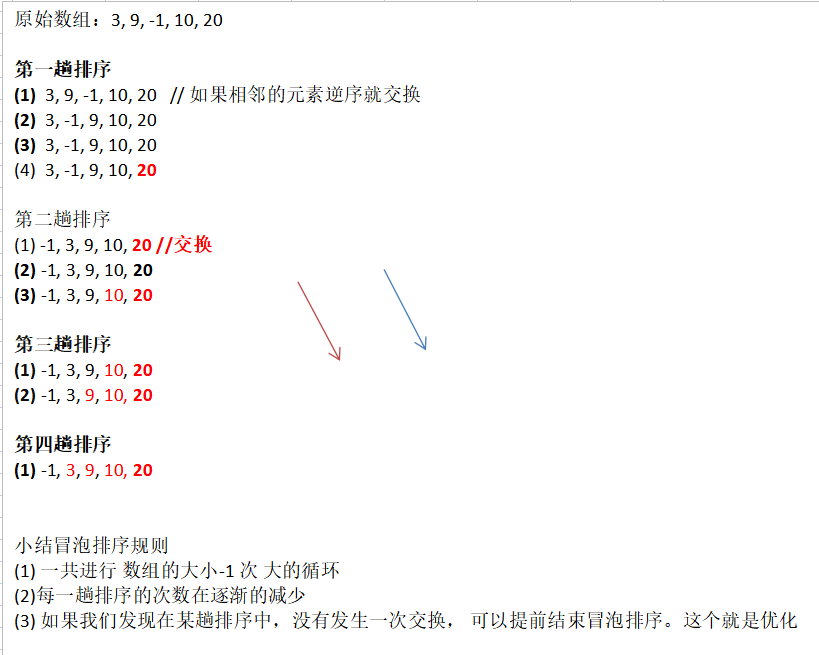 原始数组：3, 9, -1, 10, 20
第一趟排序
(1) 3, 9, -1, 10, 20 // 如果相邻的元素逆序就交换
(2) 3, -1, 9, 10, 20
(3) 3, -1, 9, 10, 20
(4) 3, -1, 9, 10, 20
第二趟排序
(1) -1, 3, 9, 10, 20 //交换
(2) -1, 3, 9, 10, 20
(3) -1, 3, 9, 10, 20
第三趟排序
(1) -1, 3, 9, 10, 20
(2) -1, 3, 9, 10, 20
第四趟排序
(1) -1, 3, 9, 10, 20
小结冒泡排序规则
(1) 一共进行 数组的大小-1 次 大的循环
(2)每一趟排序的次数在逐渐的减少
(3) 如果我们发现在某趟排序中，没有发生一次交换， 可以提前结束冒泡排序。这个就是优化